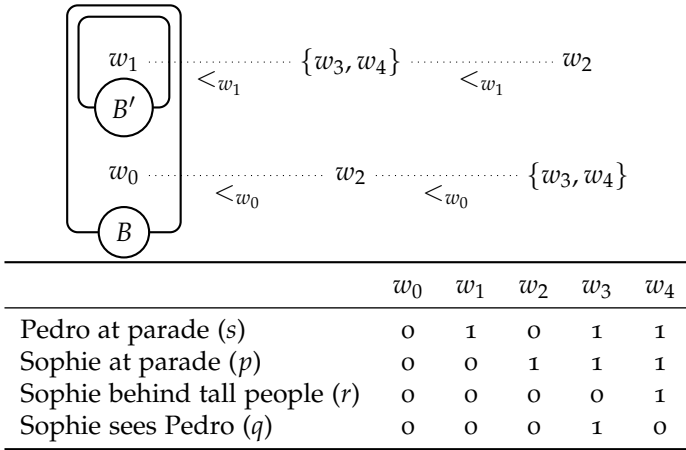 w₁ {w₃, w₄} w₂
<w₁ <w₁
B′
w₀ w₂ {w₃, w₄}
<w₀ <w₀
B
w₀ w₁ w₂ w₃ w₄
Pedro at parade (s) 0 1 0 1 1
Sophie at parade (p) 0 0 1 1 1
Sophie behind tall people (r) 0 0 0 0 1
Sophie sees Pedro (q) 0 0 0 1 0